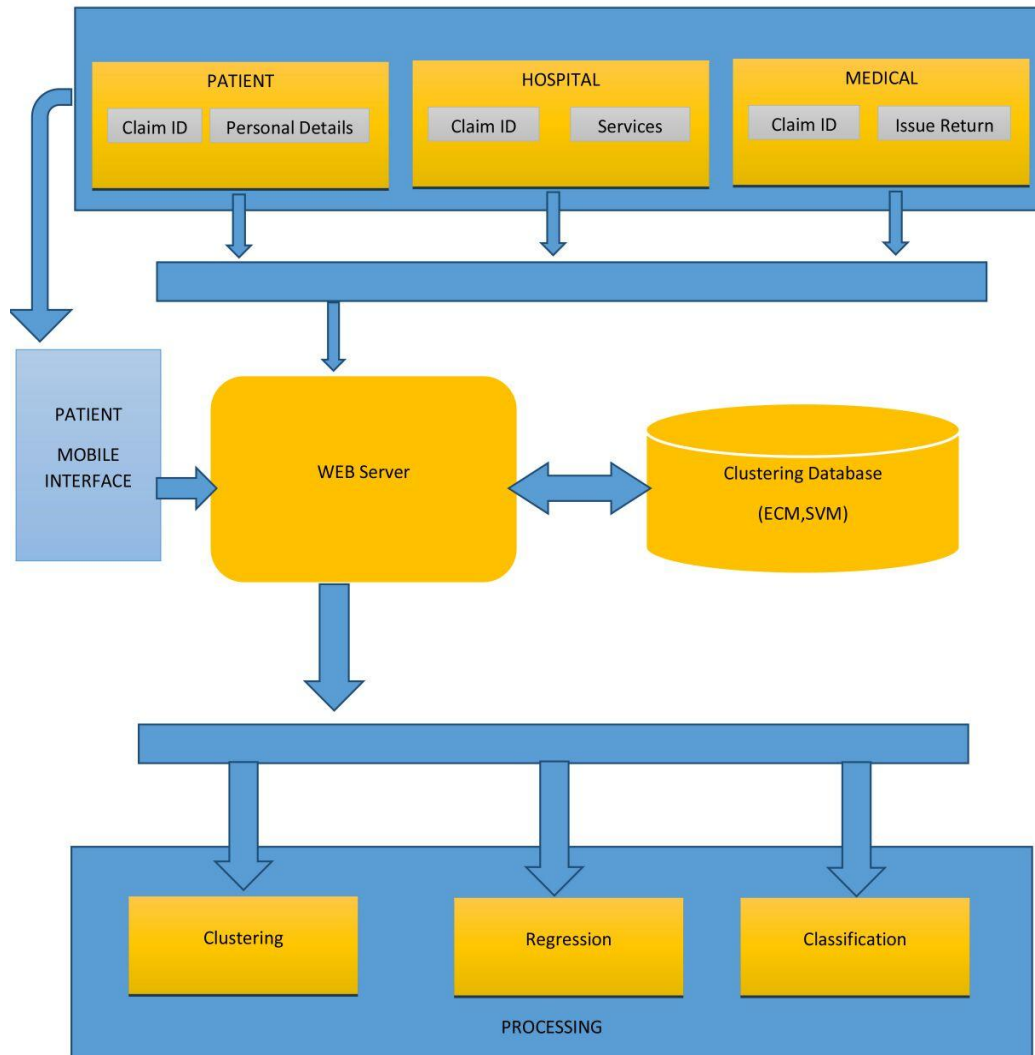 PATIENT
Claim ID
Personal Details
HOSPITAL
Claim ID
Services
MEDICAL
Claim ID
Issue Return
PATIENT
MOBILE
INTERFACE
WEB Server
Clustering Database
(ECM,SVM)
Clustering
Regression
Classification
PROCESSING